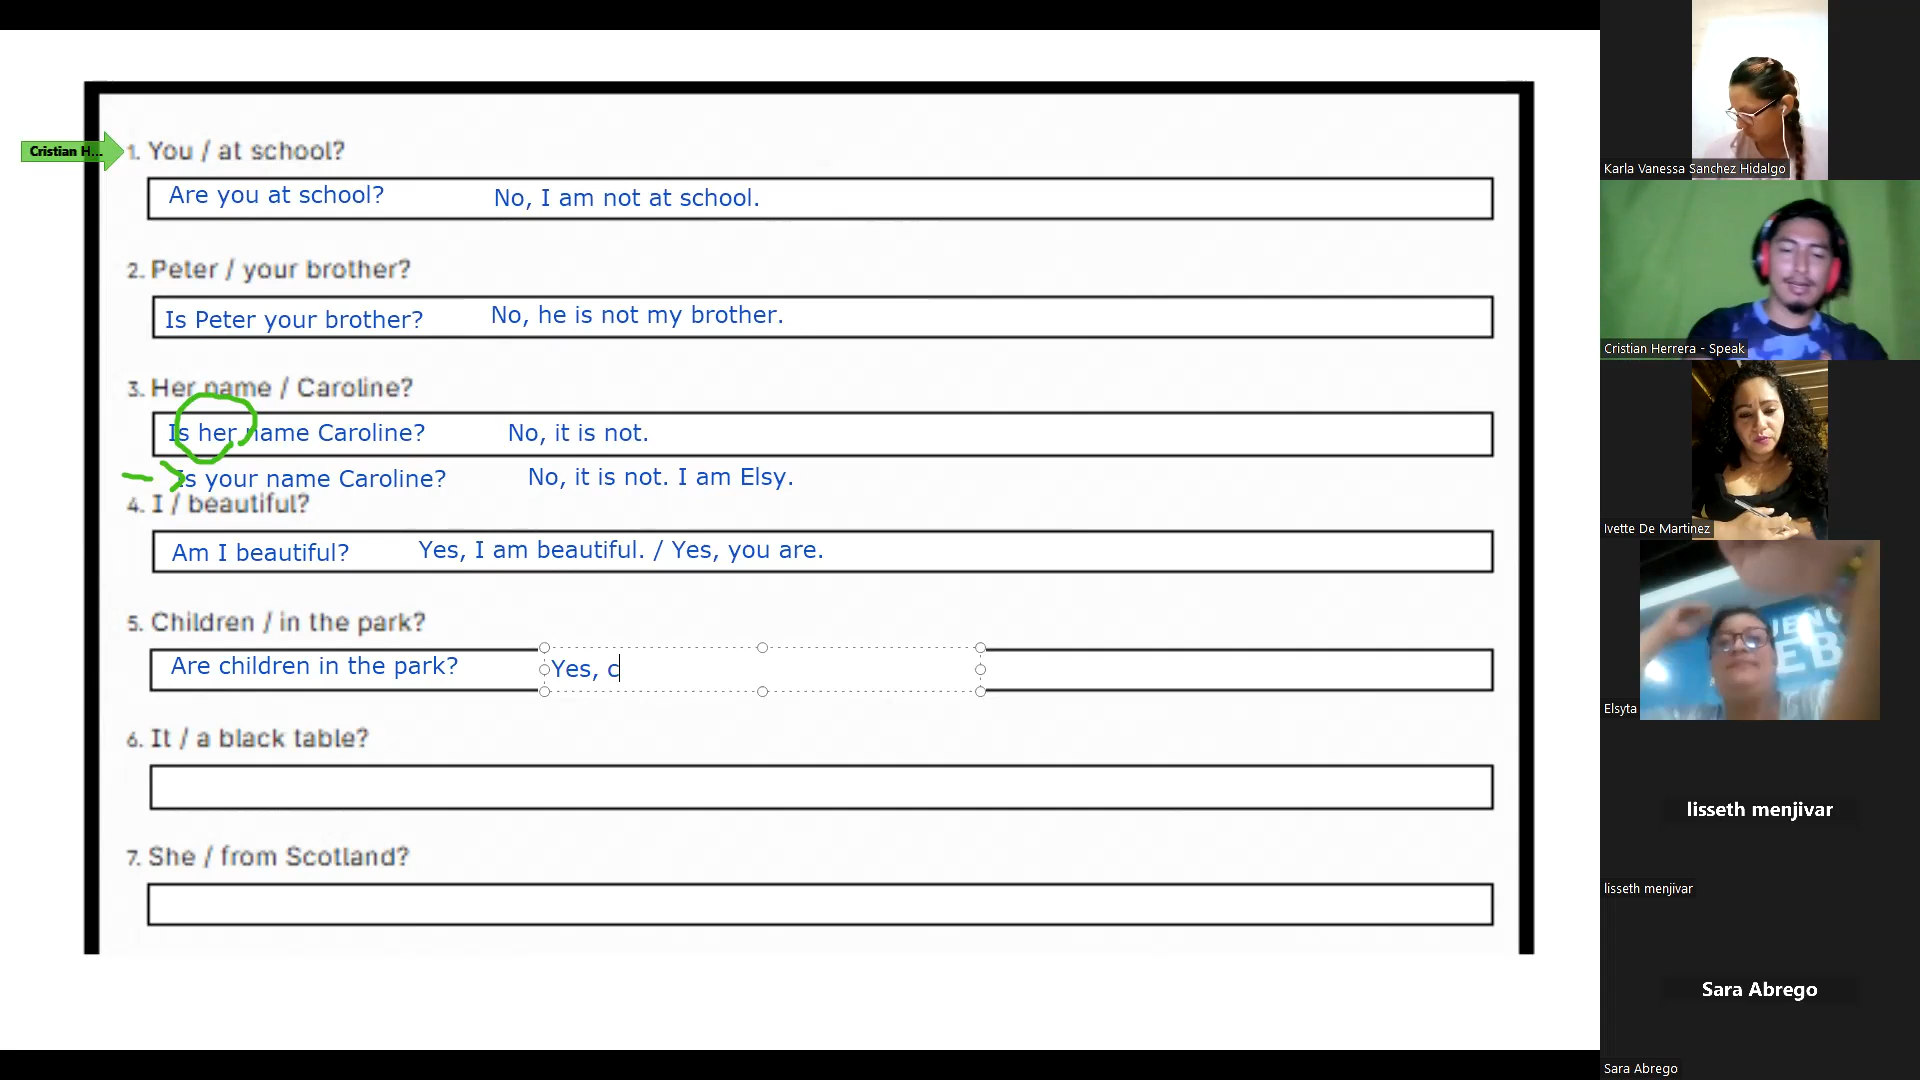 Cristian H...
1. You / at school?
Are you at school? No, I am not at school.
2. Peter / your brother?
Is Peter your brother? No, he is not my brother.
3. Her name / Caroline?
Is her name Caroline? No, it is not.
Is your name Caroline? No, it is not. I am Elsy.
4. I / beautiful?
Am I beautiful? Yes, I am beautiful. / Yes, you are.
5. Children / in the park?
Are children in the park? Yes, c
6. It / a black table?
7. She / from Scotland?
Karla Vanessa Sanchez Hidalgo
Cristian Herrera - Speak
Ivette De Martinez
Elsyta
lisseth menjivar
lisseth menjivar
Sara Abrego
Sara Abrego